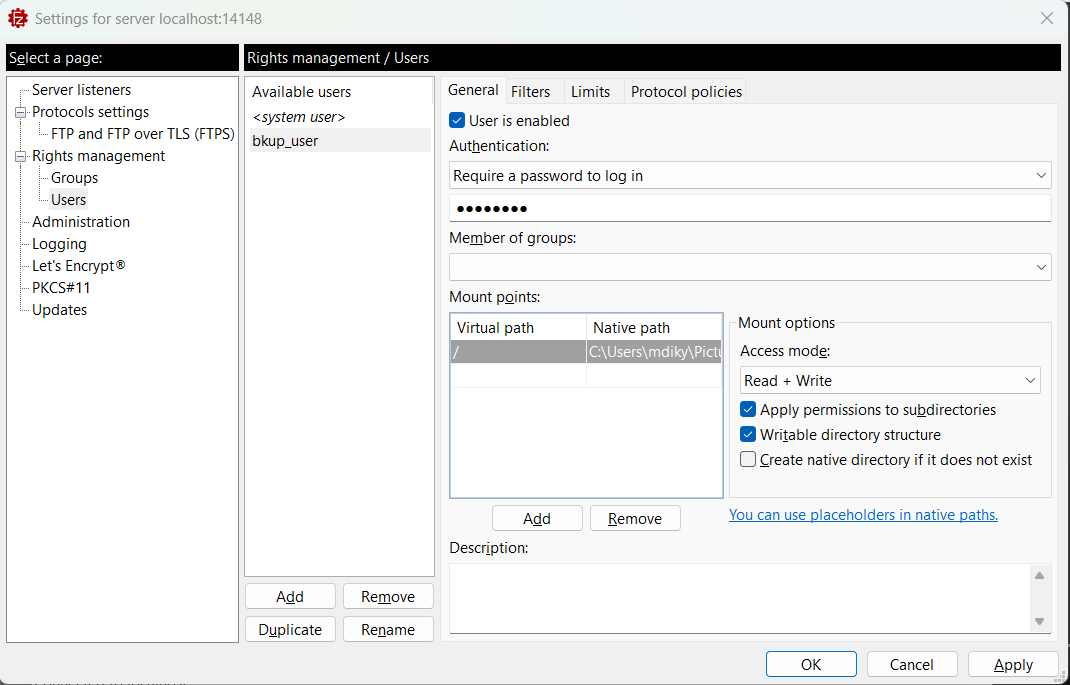 Settings for server localhost:14148
Select a page:
Rights management / Users
Server listeners
Protocols settings
FTP and FTP over TLS (FTPS)
Rights management
Groups
Users
Administration
Logging
Let's Encrypt®
PKCS#11
Updates
Available users
<system user>
bkup_user
Add
Remove
Duplicate
Rename
General
Filters
Limits
Protocol policies
User is enabled
Authentication:
Require a password to log in
●●●●●●●●
Member of groups:
Mount points:
Virtual path
Native path
/
C:\Users\mdiky\Pictu
Add
Remove
Mount options
Access mode:
Read + Write
Apply permissions to subdirectories
Writable directory structure
Create native directory if it does not exist
You can use placeholders in native paths.
Description:
OK
Cancel
Apply